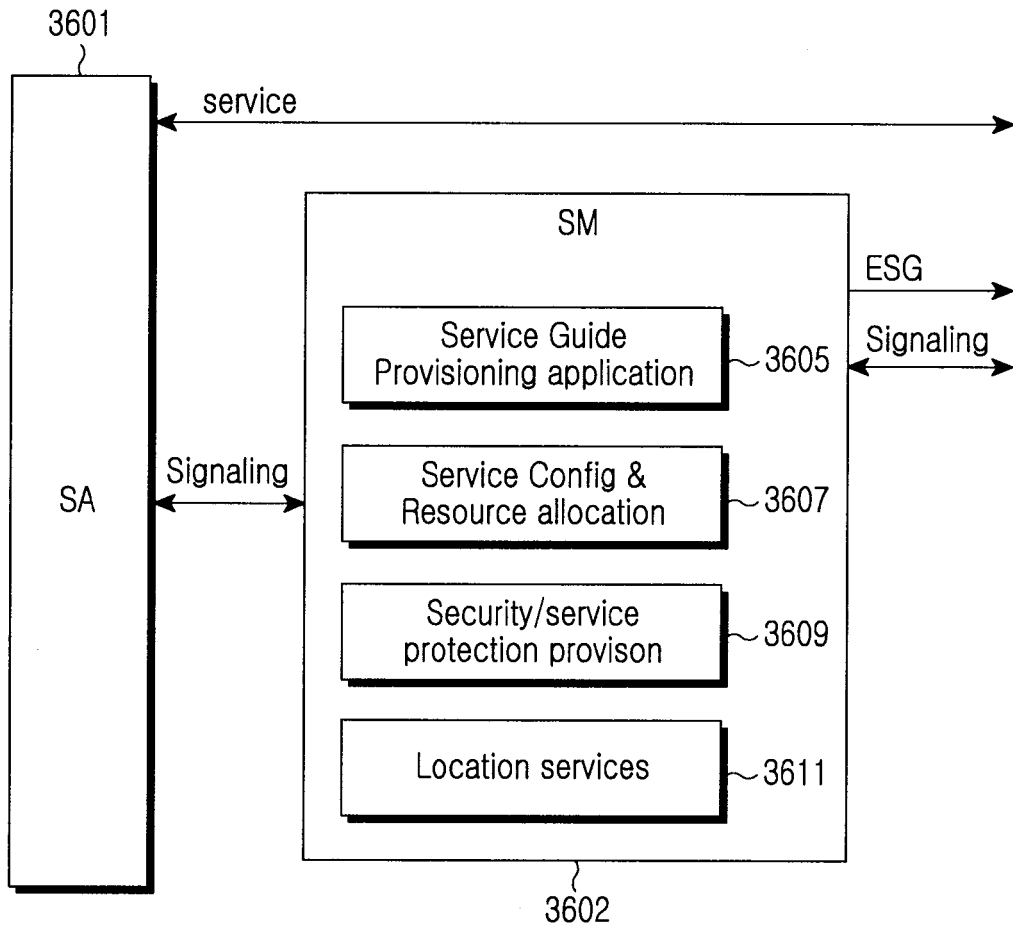 3601
service
SM
ESG
Service Guide
Provisioning application
3605
Signaling
Signaling
SA
Service Config &
Resource allocation
3607
Security/service
protection provison
3609
Location services
3611
3602